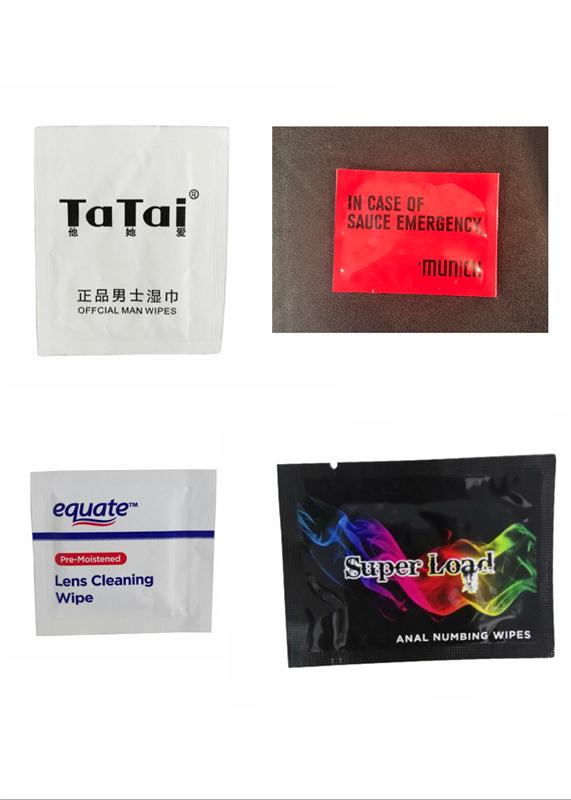 TaTai®
他 她 爱
正品男士湿巾
OFFCIAL MAN WIPES
IN CASE OF
SAUCE EMERGENCY
munich
equate™
Pre-Moistened
Lens Cleaning
Wipe
Super Load
ANAL NUMBING WIPES